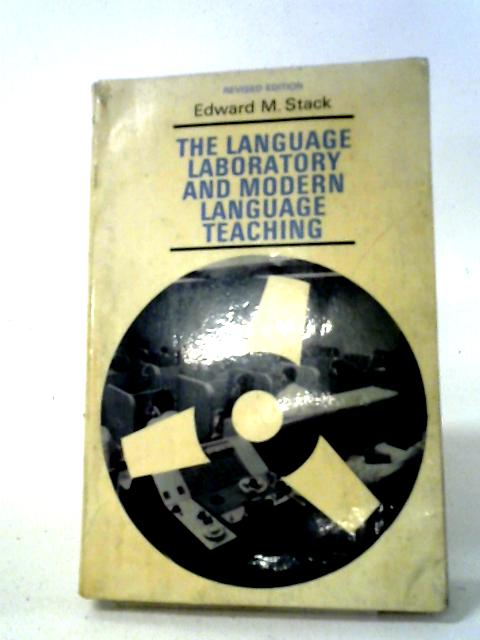 REVISED EDITION
Edward M. Stack
THE LANGUAGE
LABORATORY
AND MODERN
LANGUAGE
TEACHING